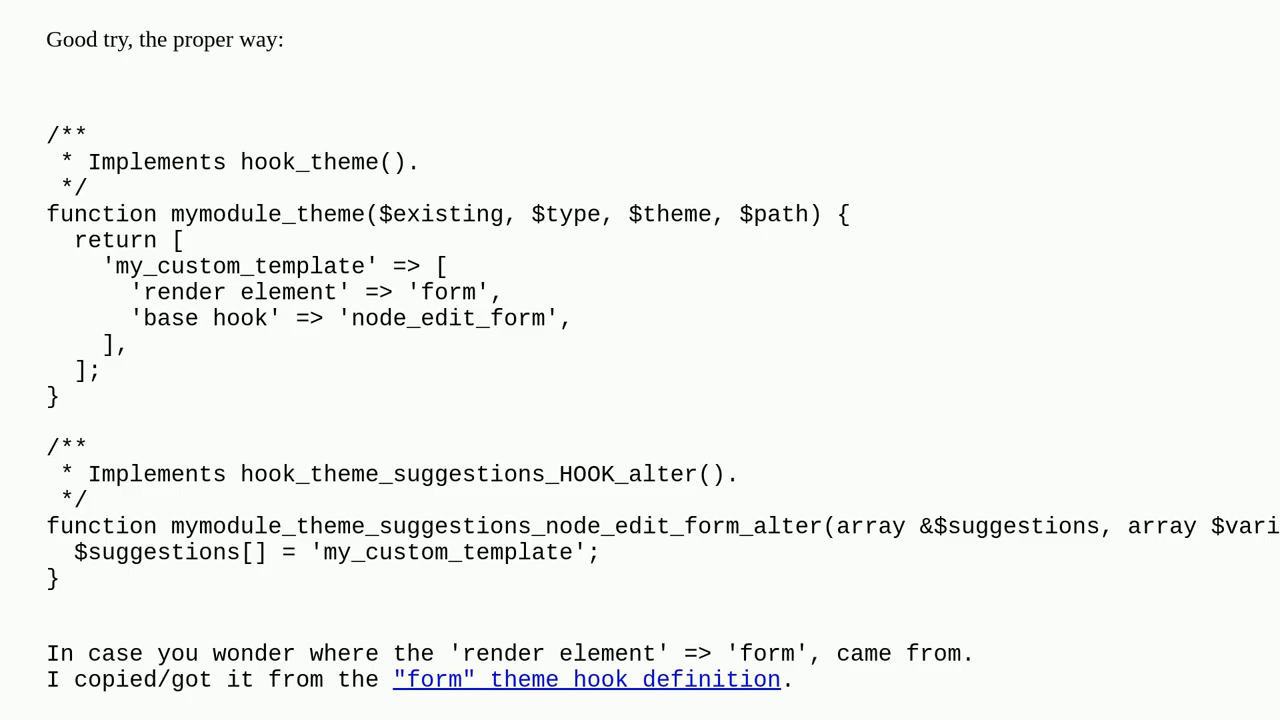 Good try, the proper way:
/**
 * Implements hook_theme().
 */
function mymodule_theme($existing, $type, $theme, $path) {
  return [
    'my_custom_template' => [
      'render element' => 'form',
      'base hook' => 'node_edit_form',
    ],
  ];
}
/**
 * Implements hook_theme_suggestions_HOOK_alter().
 */
function mymodule_theme_suggestions_node_edit_form_alter(array &$suggestions, array $vari
  $suggestions[] = 'my_custom_template';
}
In case you wonder where the 'render element' => 'form', came from.
I copied/got it from the "form" theme hook definition.